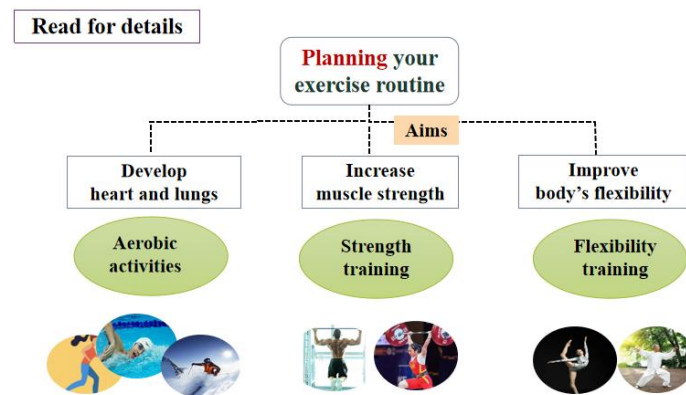 Read for details
Planning your
exercise routine
Aims
Develop
heart and lungs
Increase
muscle strength
Improve
body's flexibility
Aerobic
activities
Strength
training
Flexibility
training